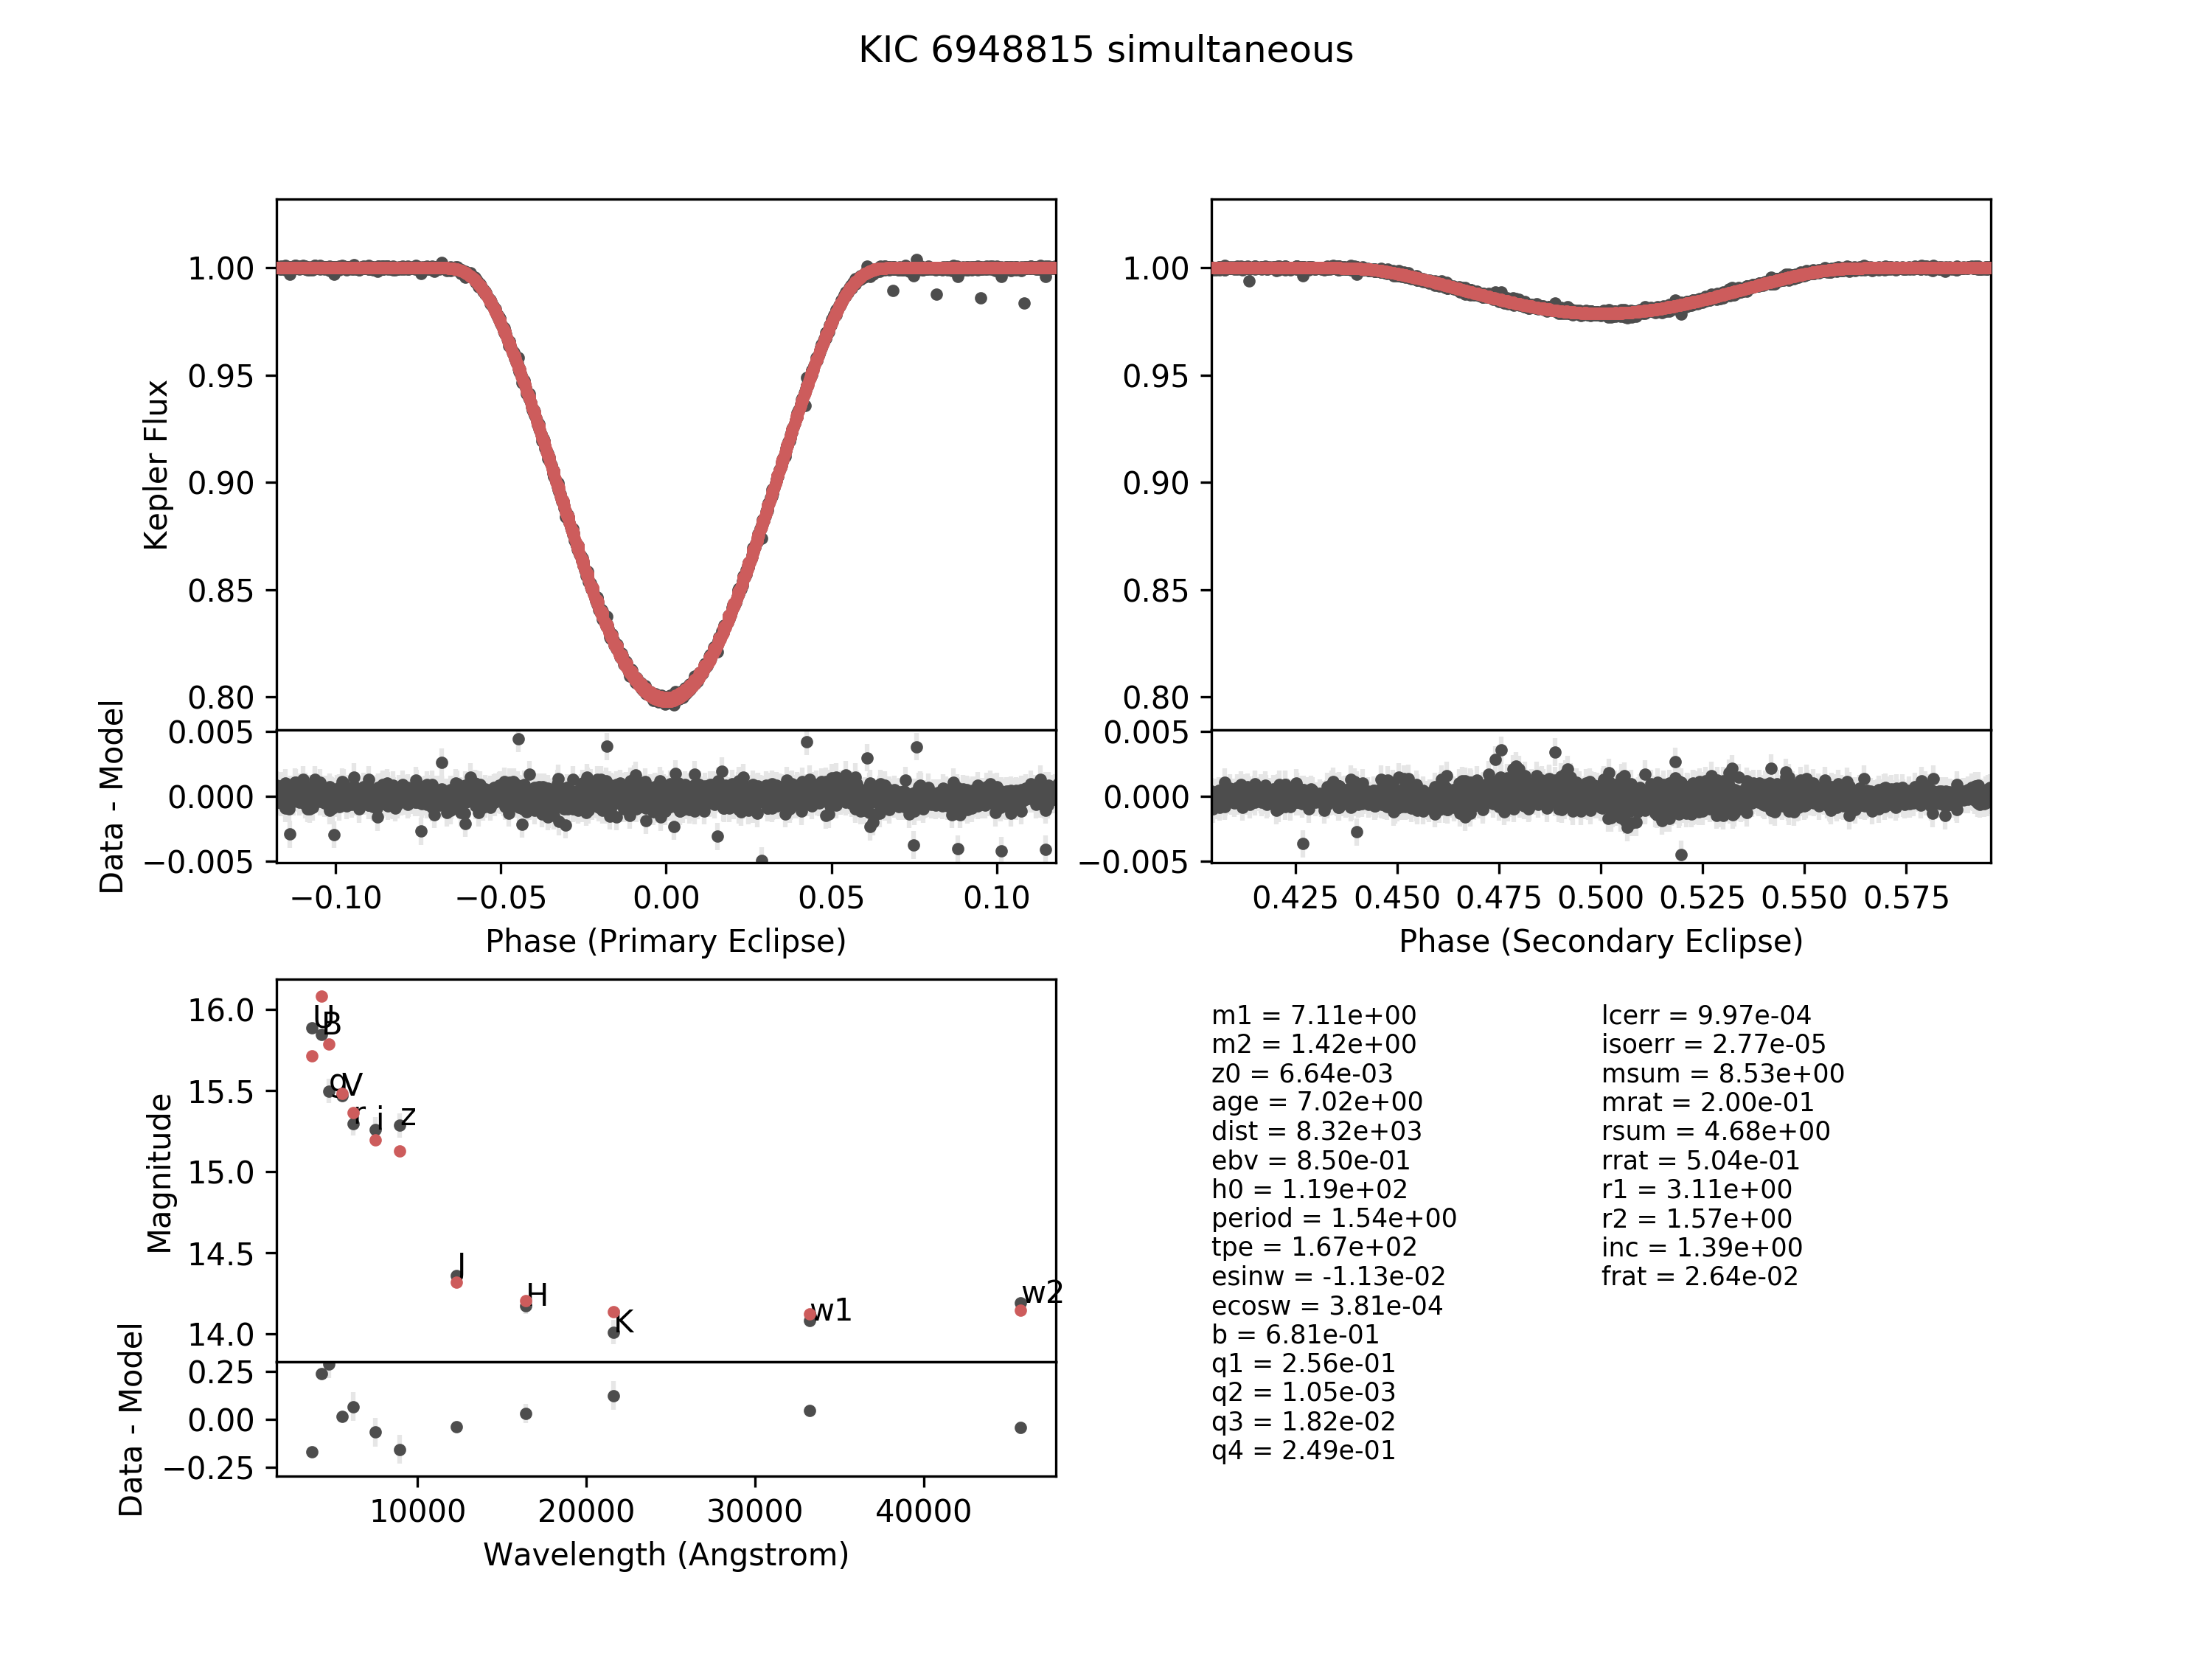 KIC 6948815 simultaneous
1.00
0.95
0.90
0.85
0.80
Kepler Flux
0.005
0.000
−0.005
Data - Model
−0.10 −0.05 0.00 0.05 0.10
Phase (Primary Eclipse)
1.00
0.95
0.90
0.85
0.80
0.005
0.000
−0.005
0.425 0.450 0.475 0.500 0.525 0.550 0.575
Phase (Secondary Eclipse)
16.0
15.5
15.0
14.5
14.0
Magnitude
U
B
g
V
r
i
z
J
H
K
w1
w2
0.25
0.00
−0.25
Data - Model
10000 20000 30000 40000
Wavelength (Angstrom)
m1 = 7.11e+00
m2 = 1.42e+00
z0 = 6.64e-03
age = 7.02e+00
dist = 8.32e+03
ebv = 8.50e-01
h0 = 1.19e+02
period = 1.54e+00
tpe = 1.67e+02
esinw = -1.13e-02
ecosw = 3.81e-04
b = 6.81e-01
q1 = 2.56e-01
q2 = 1.05e-03
q3 = 1.82e-02
q4 = 2.49e-01
lcerr = 9.97e-04
isoerr = 2.77e-05
msum = 8.53e+00
mrat = 2.00e-01
rsum = 4.68e+00
rrat = 5.04e-01
r1 = 3.11e+00
r2 = 1.57e+00
inc = 1.39e+00
frat = 2.64e-02